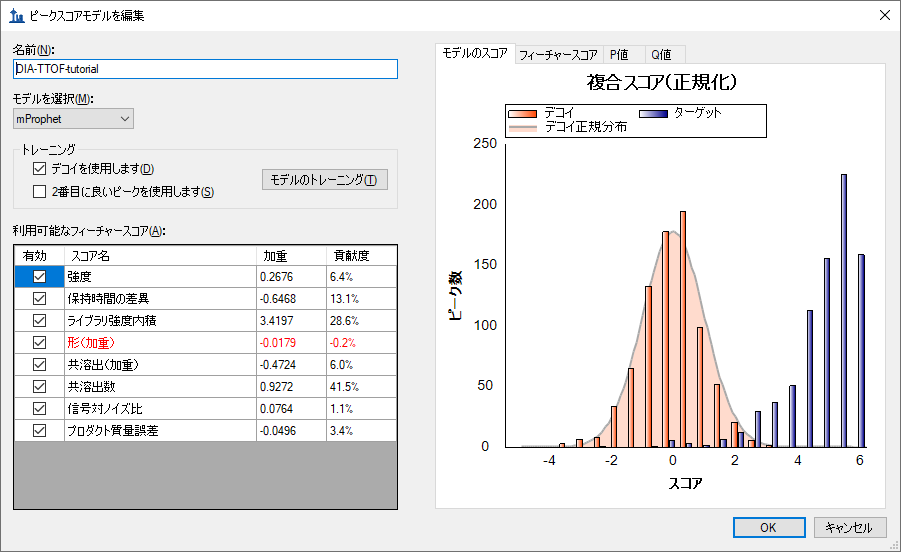 ピークスコアモデルを編集
名前(N):
DIA-TTOF-tutorial
モデルを選択(M):
mProphet
トレーニング
デコイを使用します(D)
2番目に良いピークを使用します(S)
モデルのトレーニング(T)
利用可能なフィーチャースコア(A):
有効 スコア名 加重 貢献度
強度 0.2676 6.4%
保持時間の差異 -0.6468 13.1%
ライブラリ強度内積 3.4197 28.6%
形(加重) -0.0179 -0.2%
共溶出(加重) -0.4724 6.0%
共溶出数 0.9272 41.5%
信号対ノイズ比 0.0764 1.1%
プロダクト質量誤差 -0.0496 3.4%
モデルのスコア フィーチャースコア P値 Q値
複合スコア(正規化)
デコイ ターゲット
デコイ正規分布
ピーク数
250
200
150
100
50
0
-4 -2 0 2 4 6
スコア
OK キャンセル